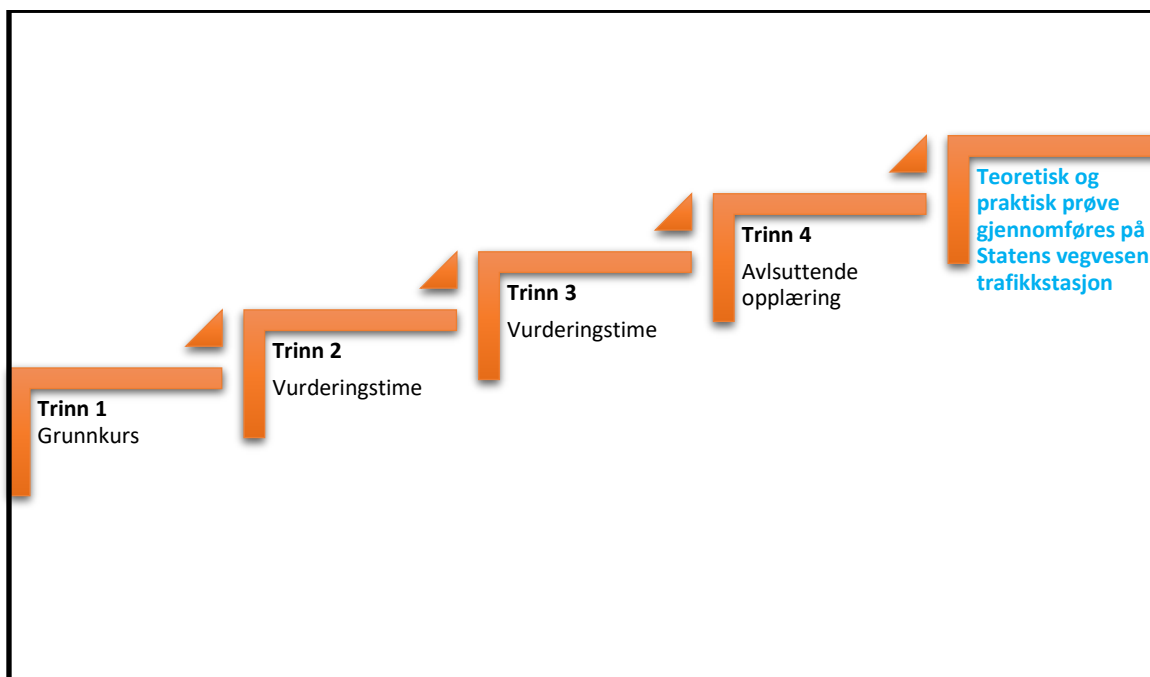 Trinn 1
Grunnkurs
Trinn 2
Vurderingstime
Trinn 3
Vurderingstime
Trinn 4
Avlsuttende
opplæring
Teoretisk og
praktisk prøve
gjennomføres på
Statens vegvesen
trafikkstasjon